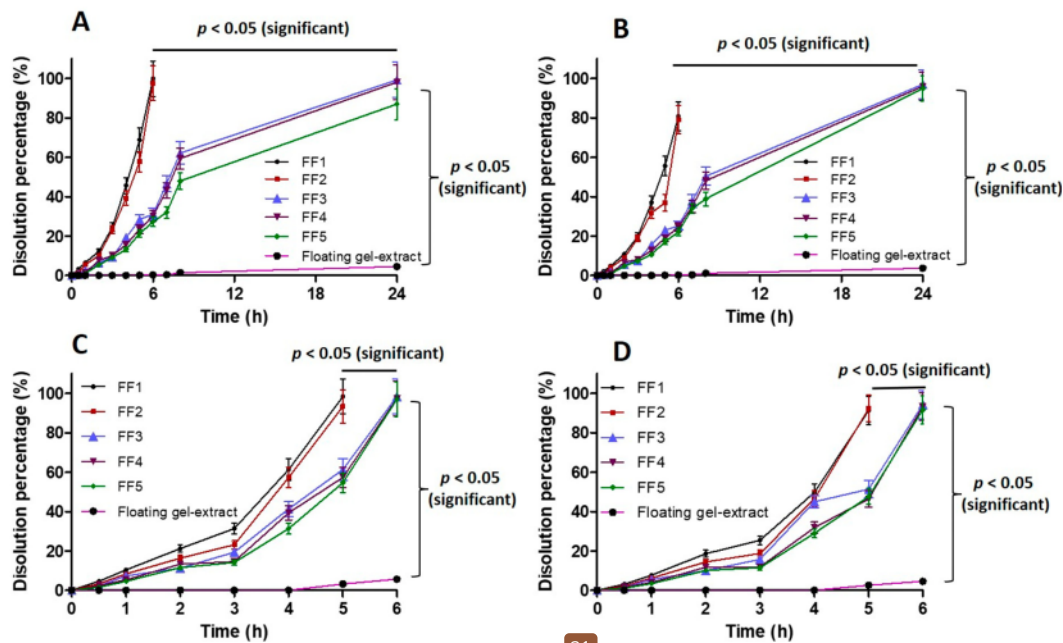 A
p < 0.05 (significant)
Disolution percentage (%)
100
80
60
40
20
0
FF1
FF2
FF3
FF4
FF5
Floating gel-extract
p < 0.05
(significant)
0 6 12 18 24
Time (h)
B
p < 0.05 (significant)
Disolution percentage (%)
100
80
60
40
20
0
FF1
FF2
FF3
FF4
FF5
Floating gel-extract
p < 0.05
(significant)
0 6 12 18 24
Time (h)
C
p < 0.05 (significant)
Disolution percentage (%)
100
80
60
40
20
0
FF1
FF2
FF3
FF4
FF5
Floating gel-extract
p < 0.05
(significant)
0 1 2 3 4 5 6
Time (h)
D
p < 0.05 (significant)
Disolution percentage (%)
100
80
60
40
20
0
FF1
FF2
FF3
FF4
FF5
Floating gel-extract
p < 0.05
(significant)
0 1 2 3 4 5 6
Time (h)